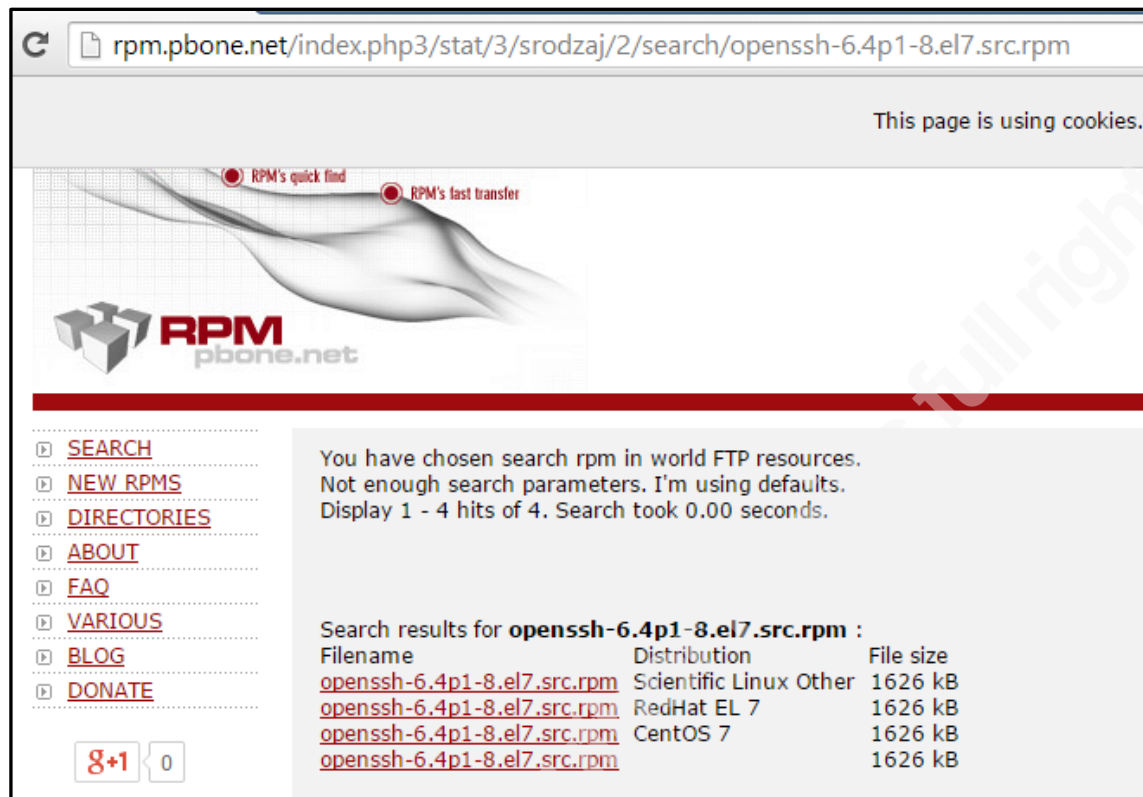 rpm.pbone.net/index.php3/stat/3/srodzaj/2/search/openssh-6.4p1-8.el7.src.rpm
This page is using cookies.
RPM's quick find
RPM's fast transfer
RPM
pbone.net
SEARCH
NEW RPMS
DIRECTORIES
ABOUT
FAQ
VARIOUS
BLOG
DONATE
g+1 0
You have chosen search rpm in world FTP resources.
Not enough search parameters. I'm using defaults.
Display 1 - 4 hits of 4. Search took 0.00 seconds.
Search results for openssh-6.4p1-8.el7.src.rpm :
Filename Distribution File size
openssh-6.4p1-8.el7.src.rpm Scientific Linux Other 1626 kB
openssh-6.4p1-8.el7.src.rpm RedHat EL 7 1626 kB
openssh-6.4p1-8.el7.src.rpm CentOS 7 1626 kB
openssh-6.4p1-8.el7.src.rpm 1626 kB
full right